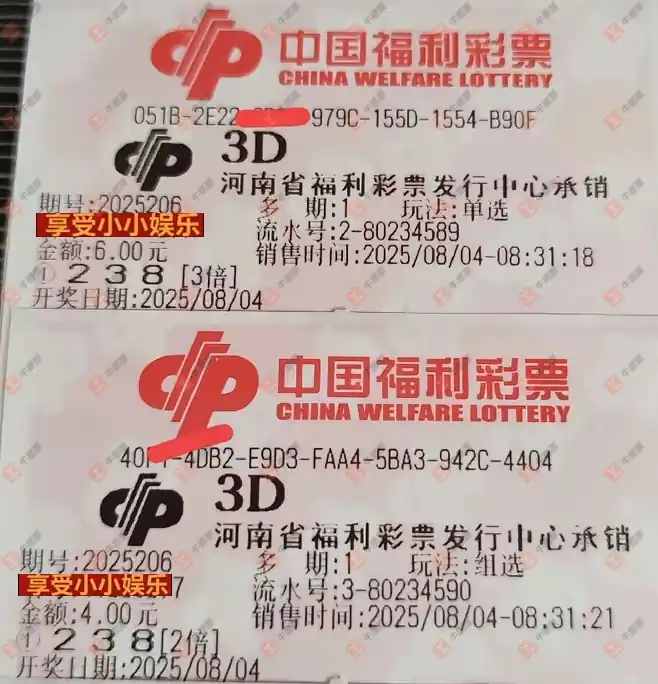 中国福利彩票
CHINA WELFARE LOTTERY
051B-2E22- 979C-155D-1554-B90F
3D
河南省福利彩票发行中心承销
期号:2025206 多 期:1 玩法:单选
享受小小娱乐 流水号:2-80234589
金额:6.00元 销售时间:2025/08/04-08:31:18
① 2 3 8 [3倍]
开奖日期:2025/08/04
中国福利彩票
CHINA WELFARE LOTTERY
-4DB2-E9D3-FAA4-5BA3-942C-4404
3D
河南省福利彩票发行中心承销
期号:2025206 多 期:1 玩法:组选
享受小小娱乐7 流水号:3-80234590
金额:4.00元 销售时间:2025/08/04-08:31:21
① 2 3 8[2倍]
开奖日期:2025/08/04